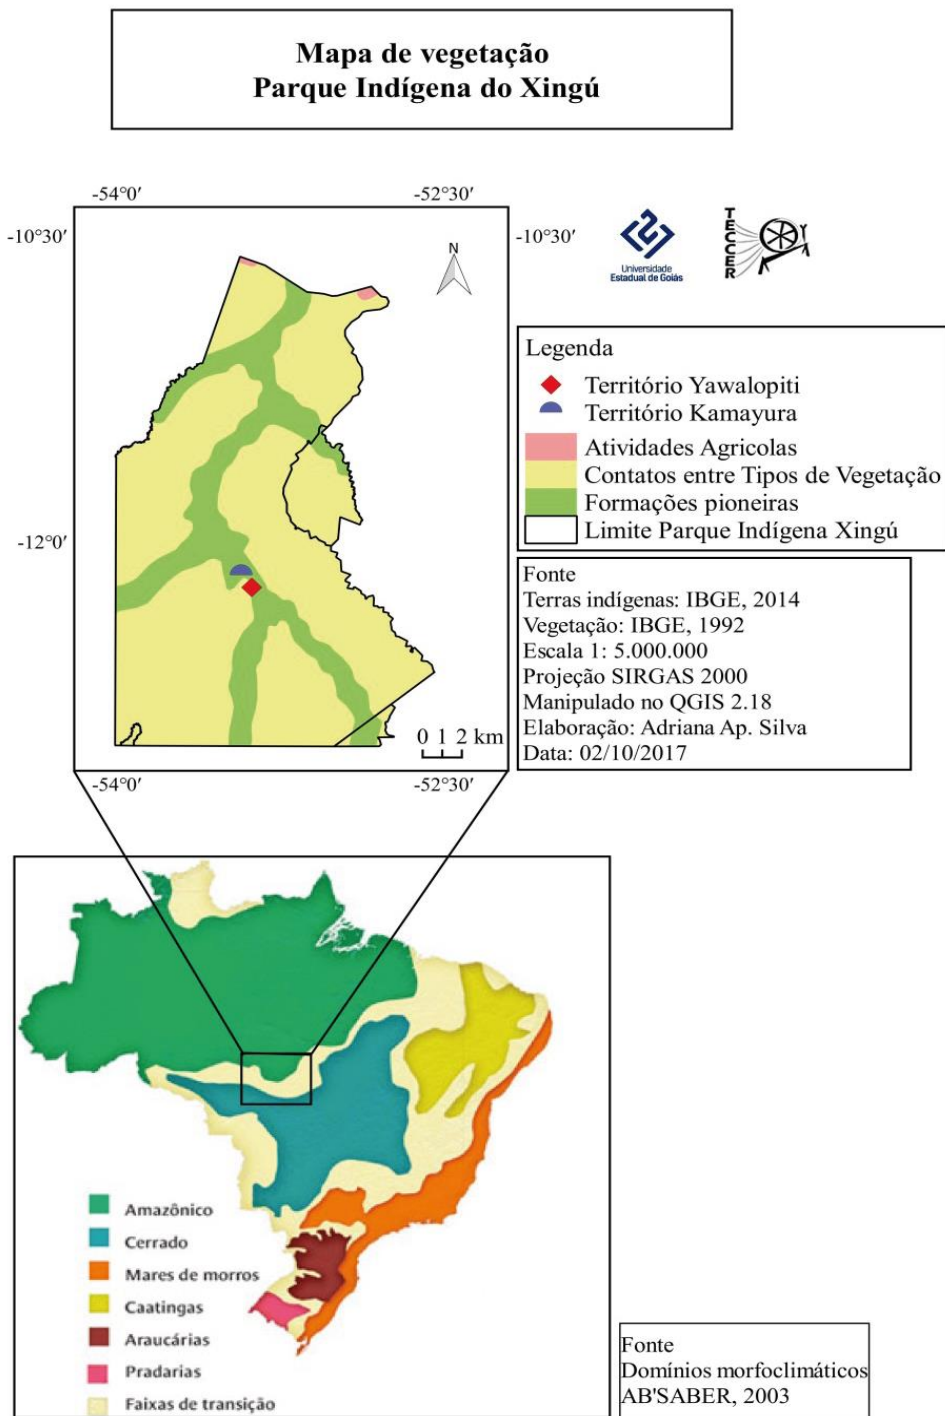 Mapa de vegetação
Parque Indígena do Xingú
-54°0′
-52°30′
-10°30′
-10°30′
N
Universidade
Estadual de Goiás
TECCER
Legenda
Território Yawalopiti
Território Kamayura
Atividades Agricolas
Contatos entre Tipos de Vegetação
Formações pioneiras
Limite Parque Indígena Xingú
-12°0′
Fonte
Terras indígenas: IBGE, 2014
Vegetação: IBGE, 1992
Escala 1: 5.000.000
Projeção SIRGAS 2000
Manipulado no QGIS 2.18
Elaboração: Adriana Ap. Silva
Data: 02/10/2017
0 1 2 km
-54°0′
-52°30′
Amazônico
Cerrado
Mares de morros
Caatingas
Araucárias
Pradarias
Faixas de transição
Fonte
Domínios morfoclimáticos
AB'SABER, 2003